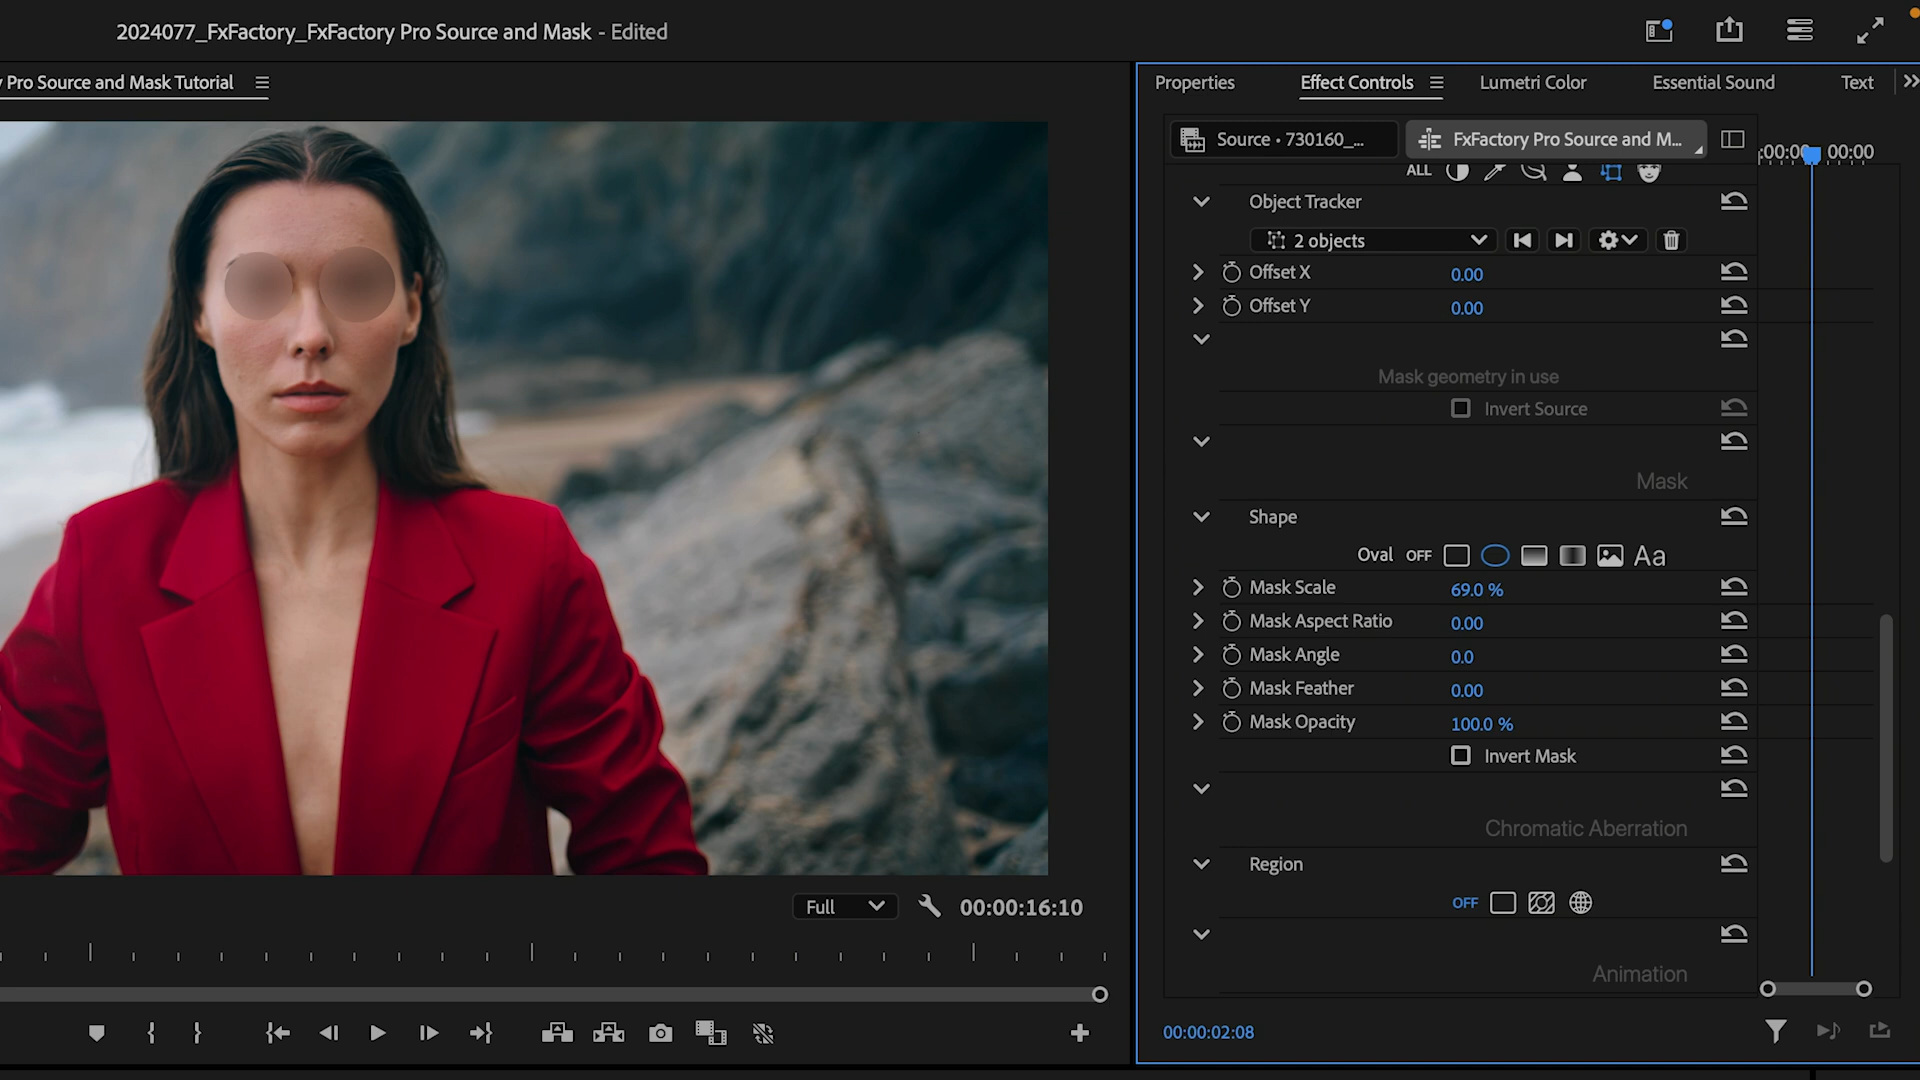 2024077_FxFactory_FxFactory Pro Source and Mask - Edited
Pro Source and Mask Tutorial
Properties
Effect Controls
Lumetri Color
Essential Sound
Text
Source • 730160_...
FxFactory Pro Source and M...
:00:00
00:00
ALL
Object Tracker
2 objects
Offset X 0.00
Offset Y 0.00
Mask geometry in use
Invert Source
Mask
Shape
Oval OFF Aa
Mask Scale 69.0 %
Mask Aspect Ratio 0.00
Mask Angle 0.0
Mask Feather 0.00
Mask Opacity 100.0 %
Invert Mask
Chromatic Aberration
Region
OFF
Animation
Full
00:00:16:10
00:00:02:08